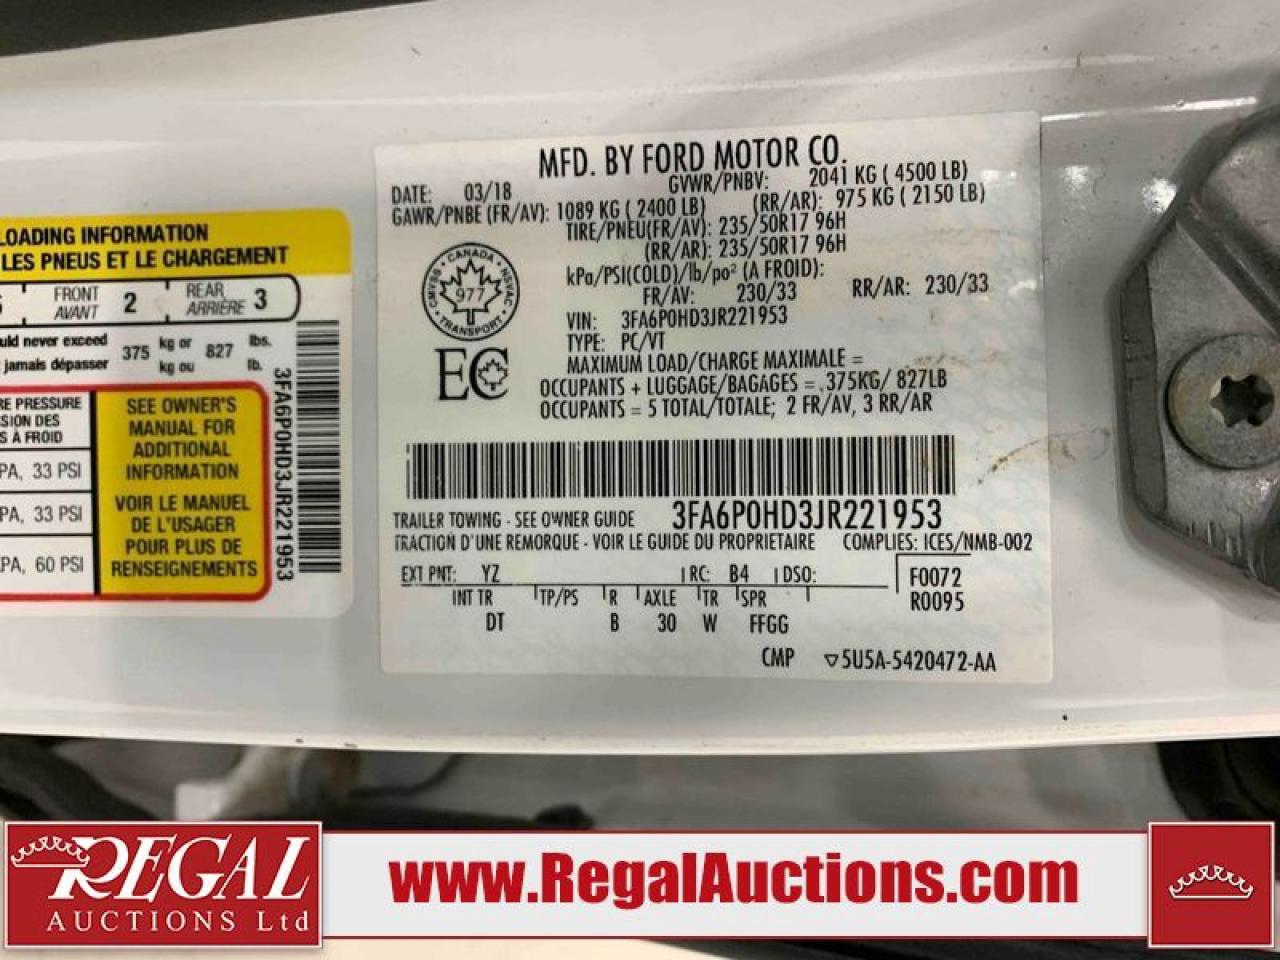 LOADING INFORMATION
LES PNEUS ET LE CHARGEMENT
FRONT
AVANT 2
REAR
ARRIÈRE 3
ould never exceed
jamais dépasser
375 kg or
kg ou 827 lbs.
lb.
RE PRESSURE
SION DES
S À FROID
PA, 33 PSI
PA, 33 PSI
PA, 60 PSI
SEE OWNER'S
MANUAL FOR
ADDITIONAL
INFORMATION
VOIR LE MANUEL
DE L'USAGER
POUR PLUS DE
RENSEIGNEMENTS
3FA6P0HD3JR221953
MFD. BY FORD MOTOR CO.
DATE: 03/18 GVWR/PNBV: 2041 KG ( 4500 LB)
GAWR/PNBE (FR/AV): 1089 KG ( 2400 LB) (RR/AR): 975 KG ( 2150 LB)
TIRE/PNEU(FR/AV): 235/50R17 96H
(RR/AR): 235/50R17 96H
kPa/PSI(COLD)/lb/po² (A FROID):
FR/AV: 230/33 RR/AR: 230/33
VIN: 3FA6P0HD3JR221953
TYPE: PC/VT
MAXIMUM LOAD/CHARGE MAXIMALE =
OCCUPANTS + LUGGAGE/BAGAGES = 375KG/ 827LB
OCCUPANTS = 5 TOTAL/TOTALE; 2 FR/AV, 3 RR/AR
CANADA
CMVSS NSVAC
977
TRANSPORT
EC
3FA6P0HD3JR221953
TRAILER TOWING - SEE OWNER GUIDE
TRACTION D'UNE REMORQUE - VOIR LE GUIDE DU PROPRIETAIRE COMPLIES: ICES/NMB-002
EXT PNT: YZ RC: B4 DSO: F0072
INT TR TP/PS R AXLE TR SPR R0095
DT B 30 W FFGG
CMP ▽5U5A-5420472-AA
REGAL
AUCTIONS Ltd
www.RegalAuctions.com